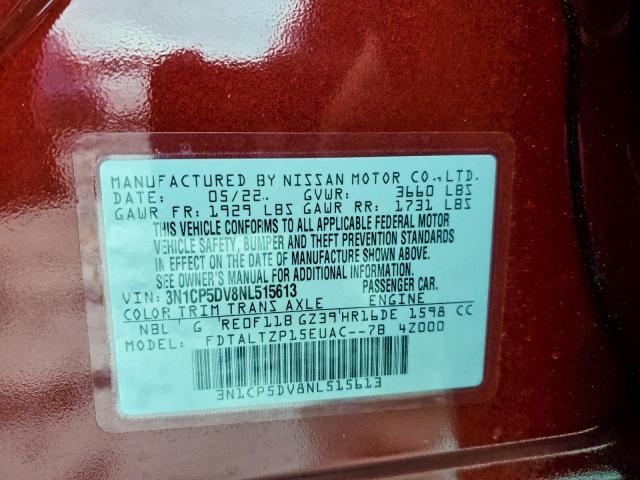 MANUFACTURED BY NISSAN MOTOR CO.,LTD.
DATE: 05/22. GVWR: 3660 LBS
GAWR FR: 1929 LBS GAWR RR: 1731 LBS
THIS VEHICLE CONFORMS TO ALL APPLICABLE FEDERAL MOTOR
VEHICLE SAFETY, BUMPER AND THEFT PREVENTION STANDARDS
IN EFFECT ON THE DATE OF MANUFACTURE SHOWN ABOVE.
SEE OWNER'S MANUAL FOR ADDITIONAL INFORMATION.
VIN: 3N1CP5DV8NL515613 PASSENGER CAR.
COLOR TRIM TRANS AXLE ENGINE
NBL G RE0F11B GZ39 HR16DE 1598 CC
MODEL: FDTALTZP15EUAC--7B 4Z000
3N1CP5DV8NL515613